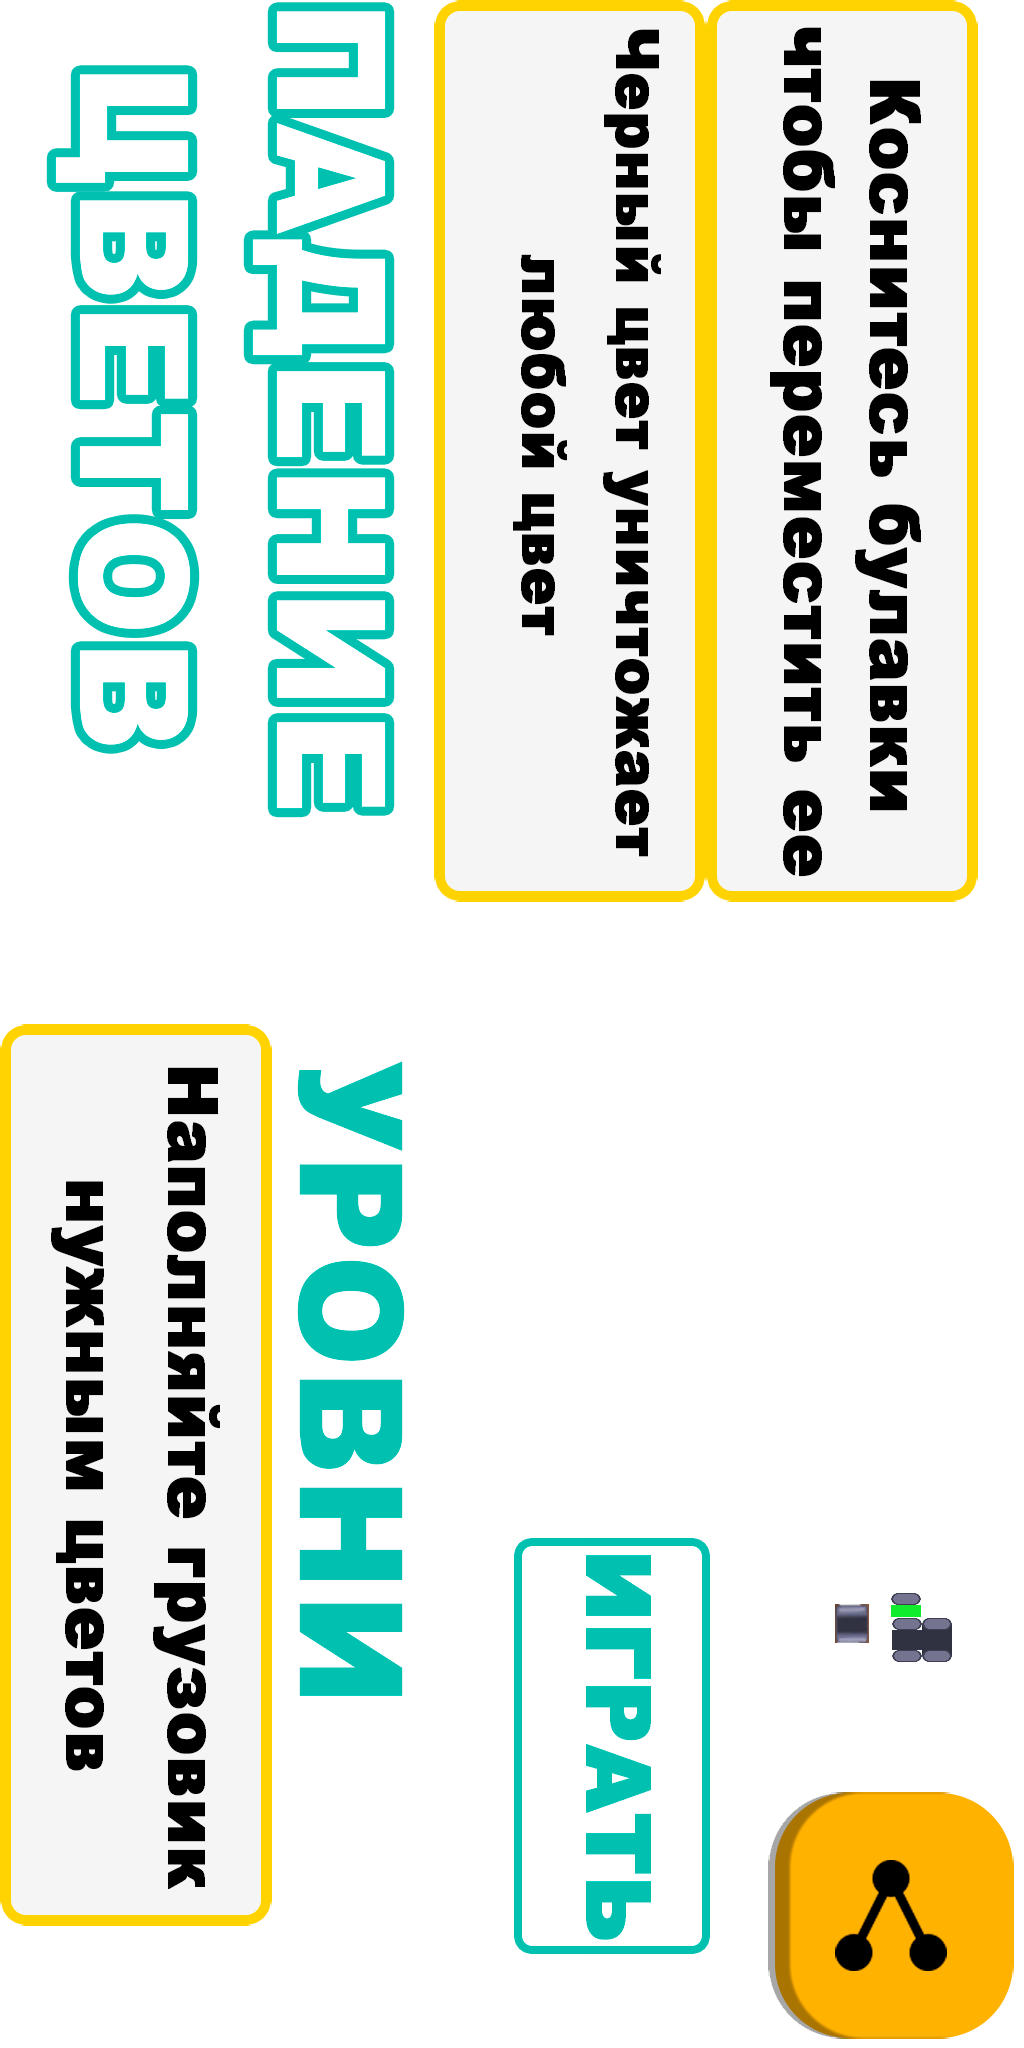 Коснитесь булавки
чтобы переместить ее
Черный цвет уничтожает
любой цвет
ПАДЕНИЕ
ЦВЕТОВ
ИГРАТЬ
УРОВНИ
Наполняйте грузовик
нужным цветов